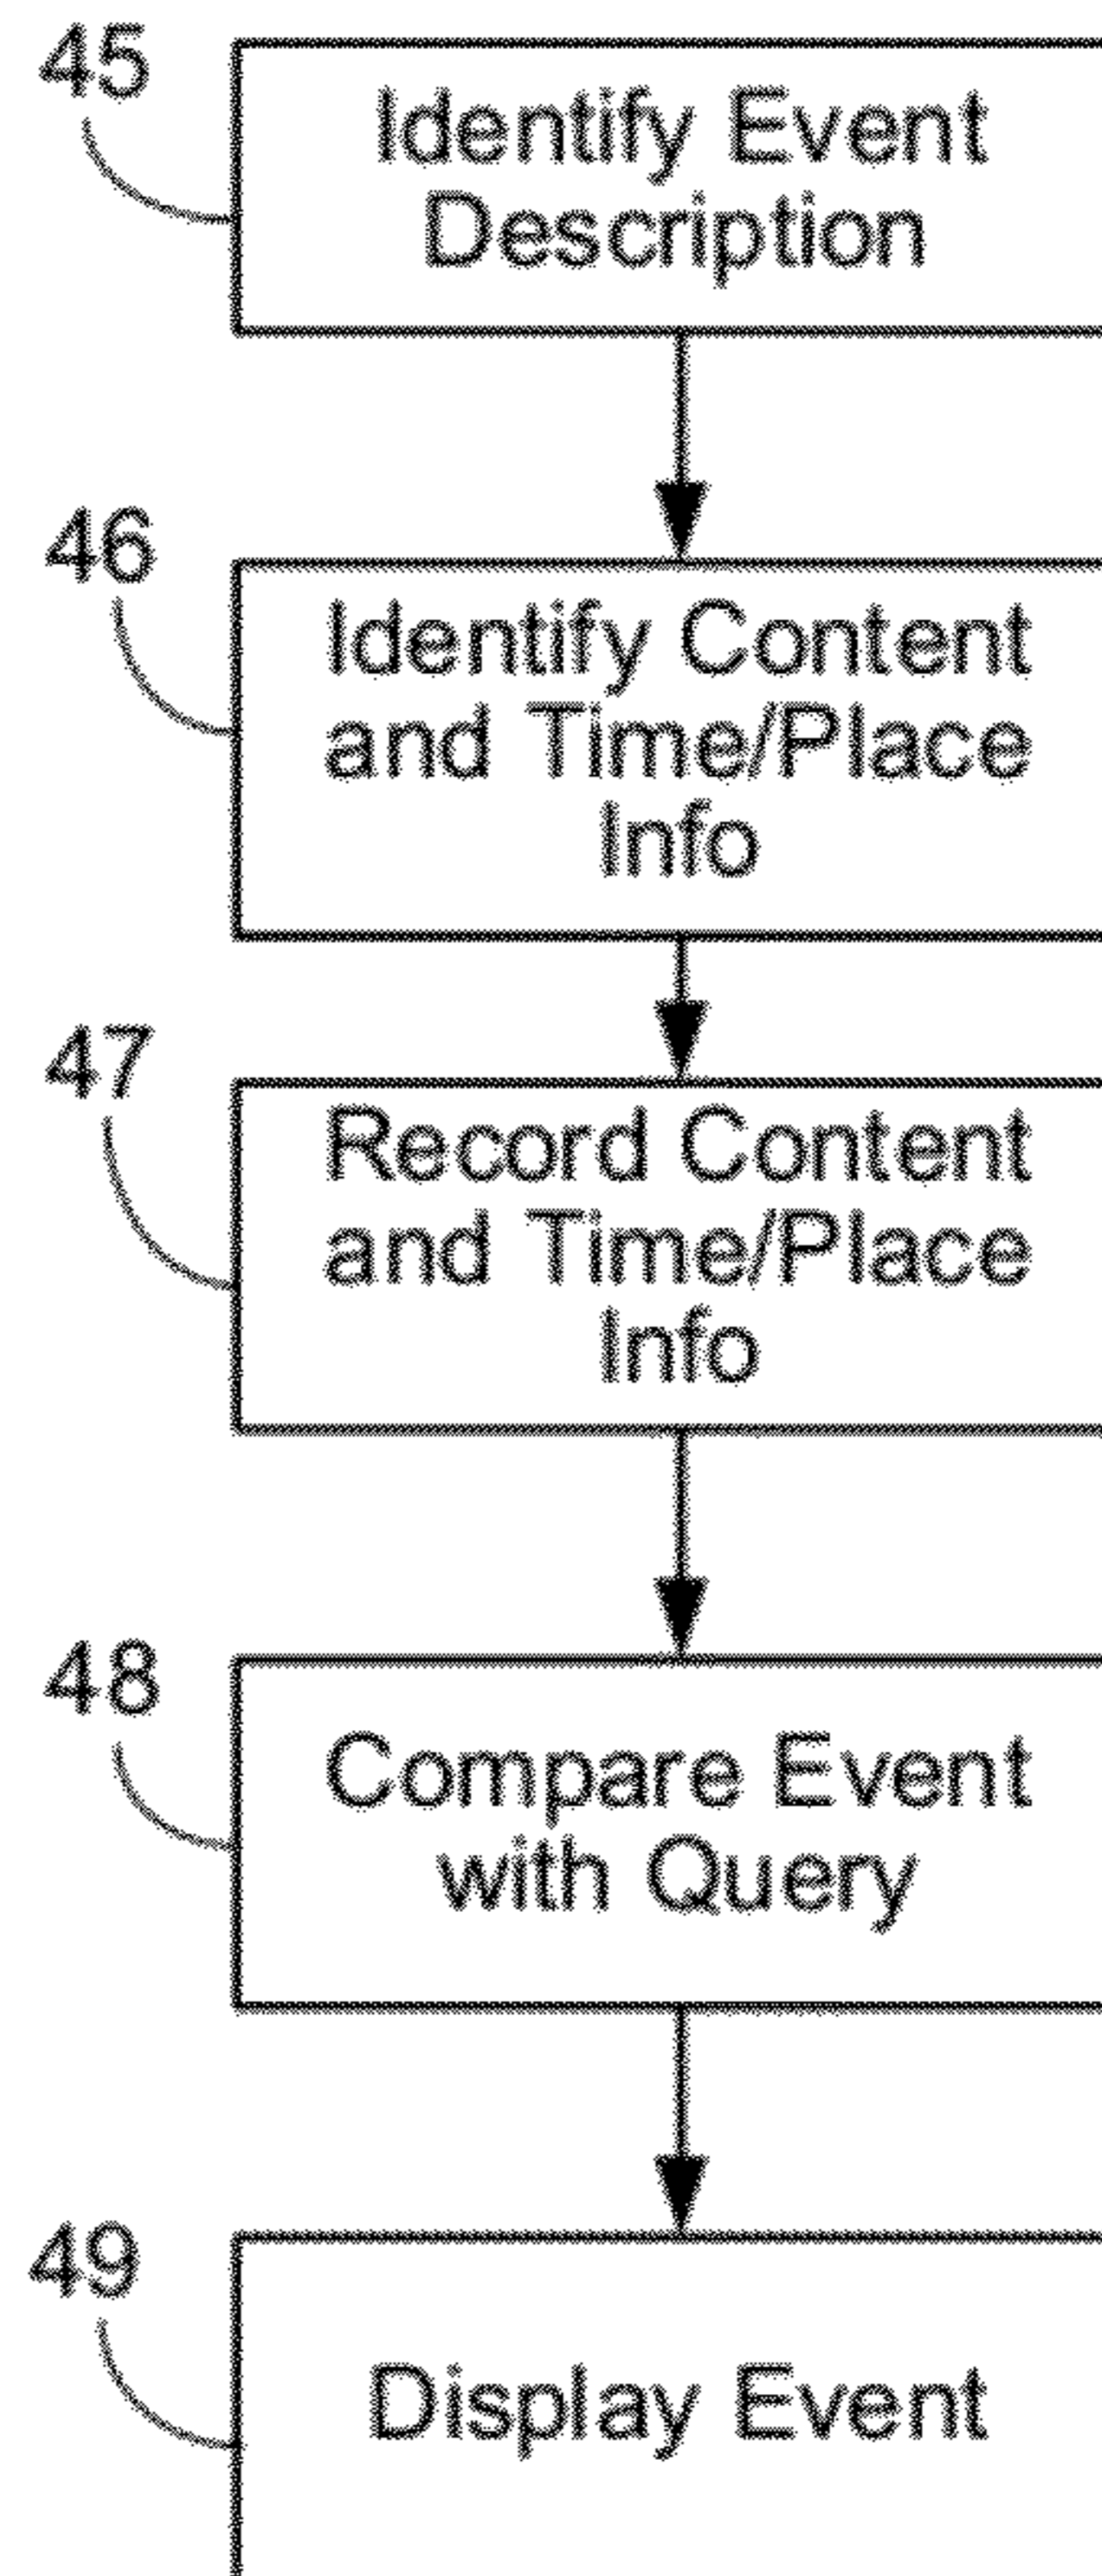 45
Identify Event
Description
46
Identify Content
and Time/Place
Info
47
Record Content
and Time/Place
Info
48
Compare Event
with Query
49
Display Event